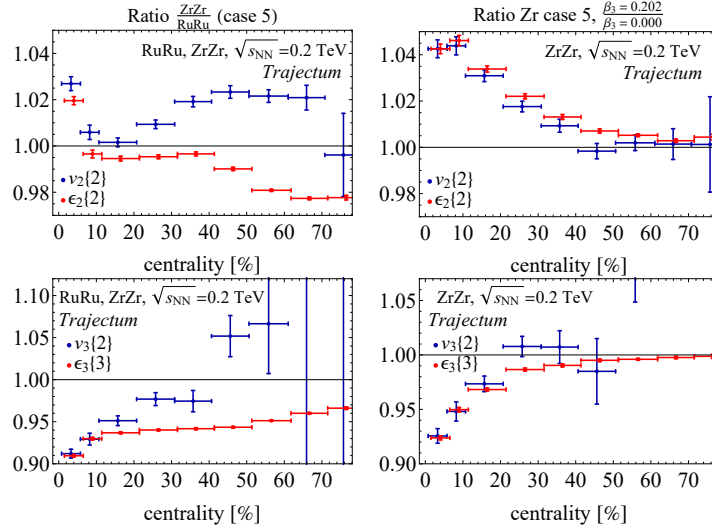 Ratio ZrZr/RuRu (case 5)
RuRu, ZrZr, √sNN=0.2 TeV
Trajectum
1.04
1.02
1.00
0.98
v2{2}
ϵ2{2}
0 10 20 30 40 50 60 70
centrality [%]
Ratio Zr case 5, β3=0.202/β3=0.000
ZrZr, √sNN=0.2 TeV
Trajectum
1.04
1.02
1.00
0.98
v2{2}
ϵ2{2}
0 10 20 30 40 50 60 70
centrality [%]
RuRu, ZrZr, √sNN=0.2 TeV
Trajectum
1.10
1.05
1.00
0.95
0.90
v3{2}
ϵ3{3}
0 10 20 30 40 50 60 70
centrality [%]
ZrZr, √sNN=0.2 TeV
Trajectum
1.05
1.00
0.95
0.90
v3{2}
ϵ3{3}
0 10 20 30 40 50 60 70
centrality [%]